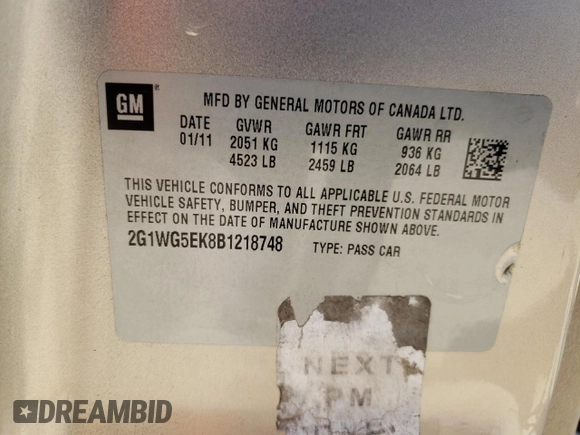 GM
MFD BY GENERAL MOTORS OF CANADA LTD.
DATE GVWR GAWR FRT GAWR RR
01/11 2051 KG 1115 KG 936 KG
4523 LB 2459 LB 2064 LB
THIS VEHICLE CONFORMS TO ALL APPLICABLE U.S. FEDERAL MOTOR
VEHICLE SAFETY, BUMPER, AND THEFT PREVENTION STANDARDS IN
EFFECT ON THE DATE OF MANUFACTURE SHOWN ABOVE.
2G1WG5EK8B1218748 TYPE: PASS CAR
NEXT
PM
DREAMBID